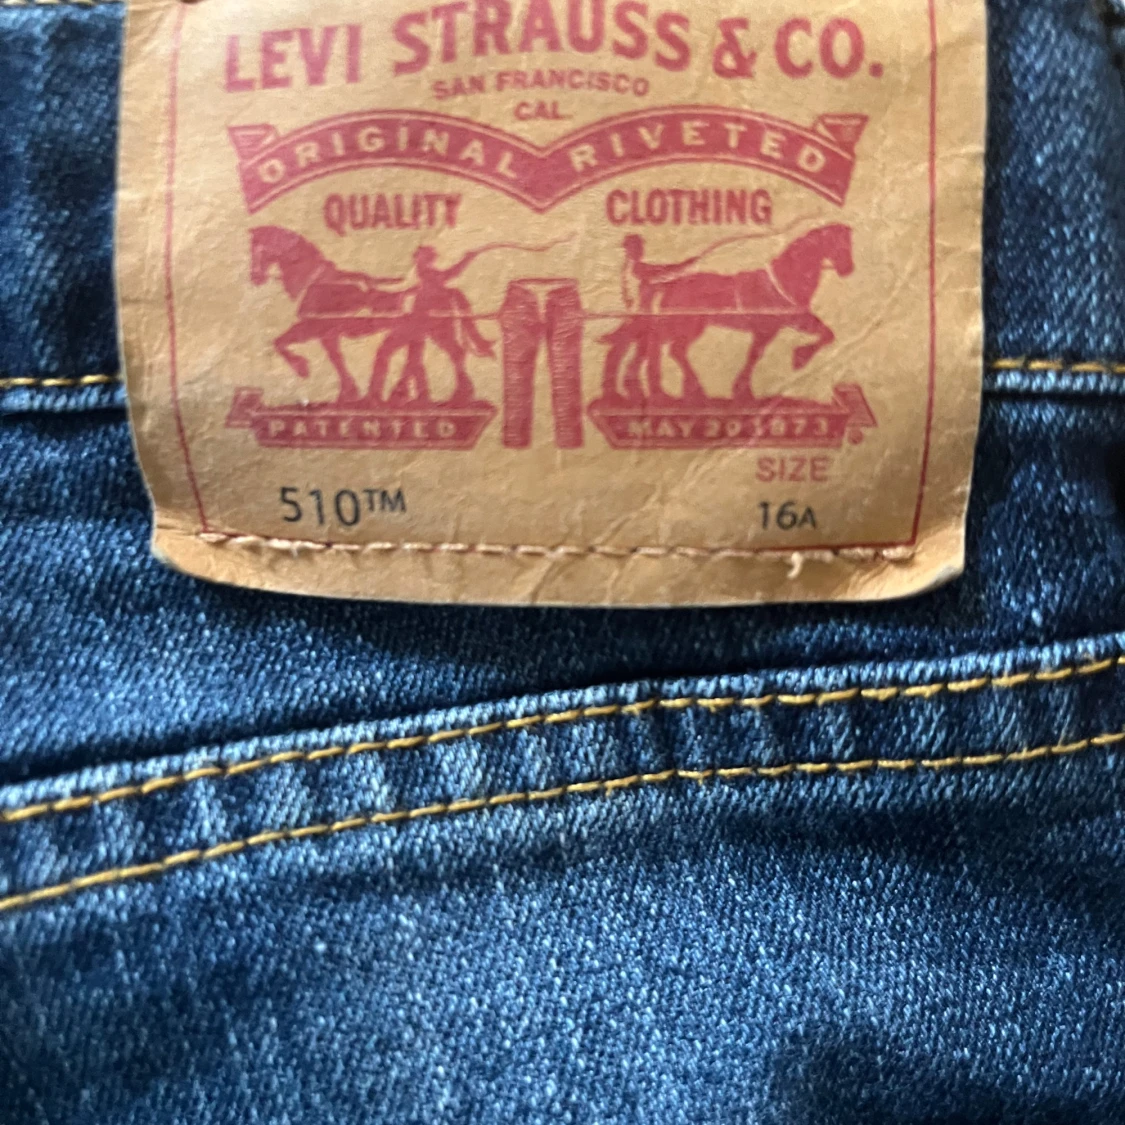 LEVI STRAUSS & CO.
SAN FRANCISCO
CAL.
ORIGINAL RIVETED
QUALITY CLOTHING
PATENTED MAY 20 1873 ®
SIZE
510™ 16A